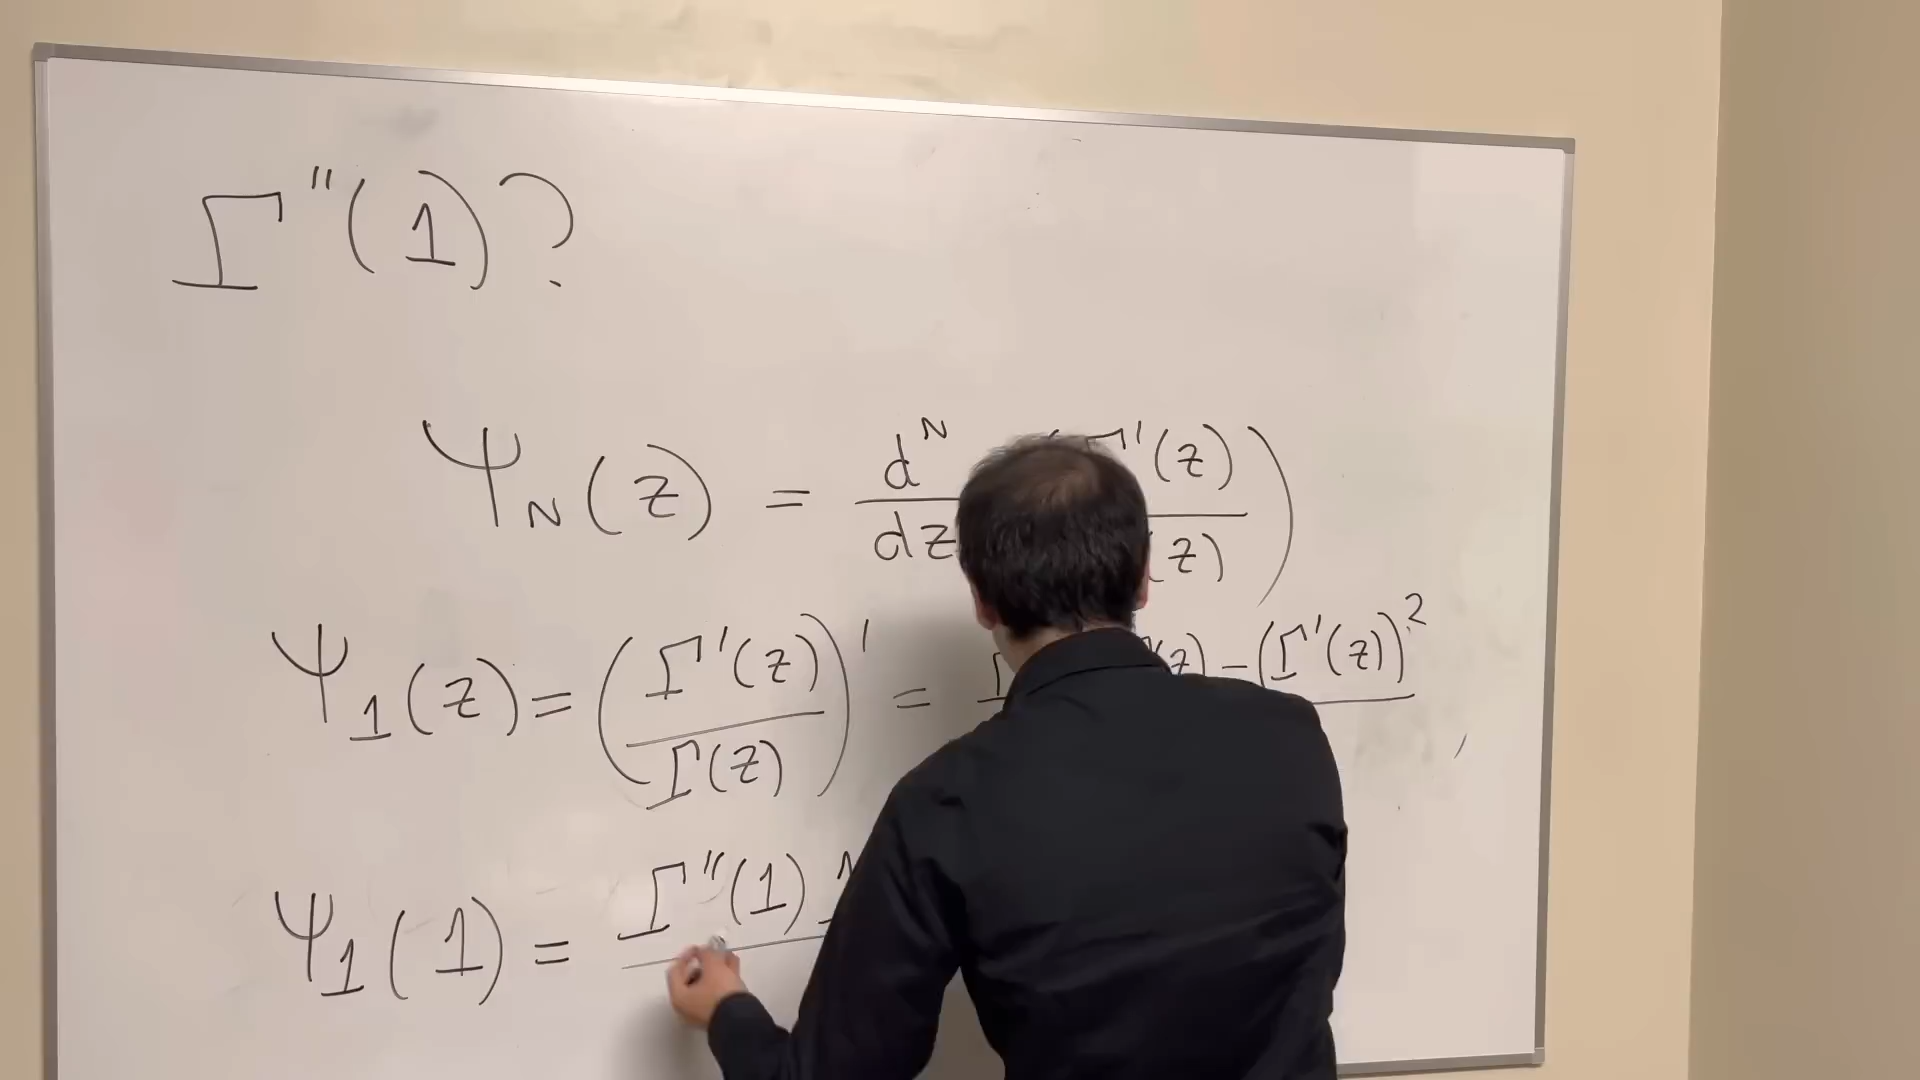 Γ''(1)?
Ψ_N(z) = d^N/dz (Γ'(z)/(z))
Ψ_1(z) = (Γ'(z)/Γ(z))' = (z) - (Γ'(z))^2
Ψ_1(1) = Γ''(1)